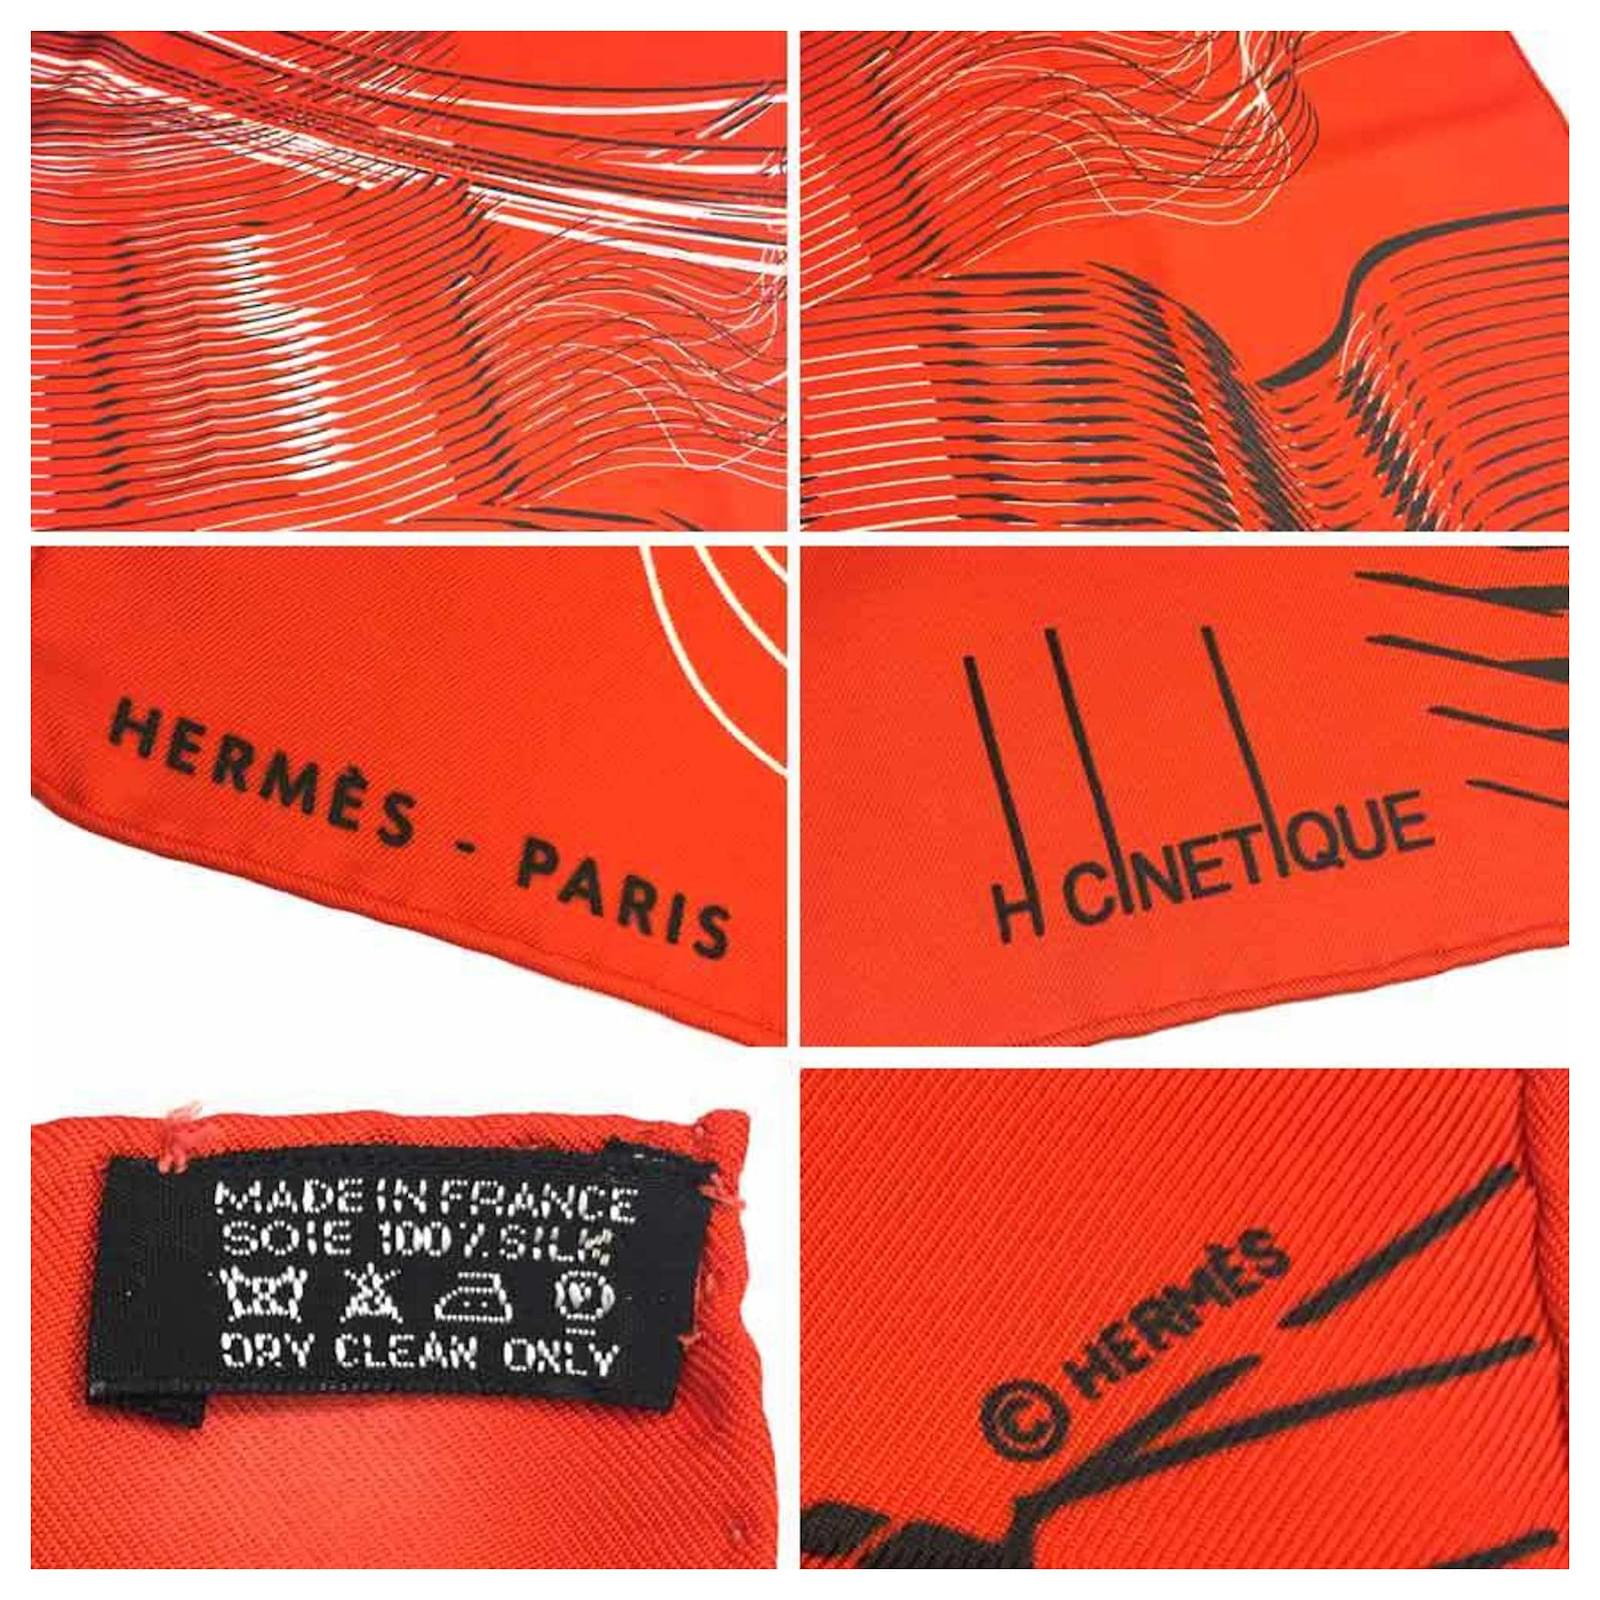 HERMÈS - PARIS
H CINETIQUE
MADE IN FRANCE
SOIE 100% SILK
DRY CLEAN ONLY
© HERMÈS